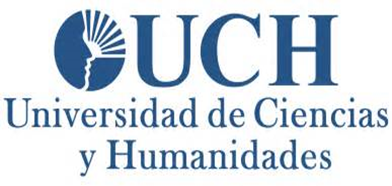 UCH
Universidad de Ciencias
y Humanidades